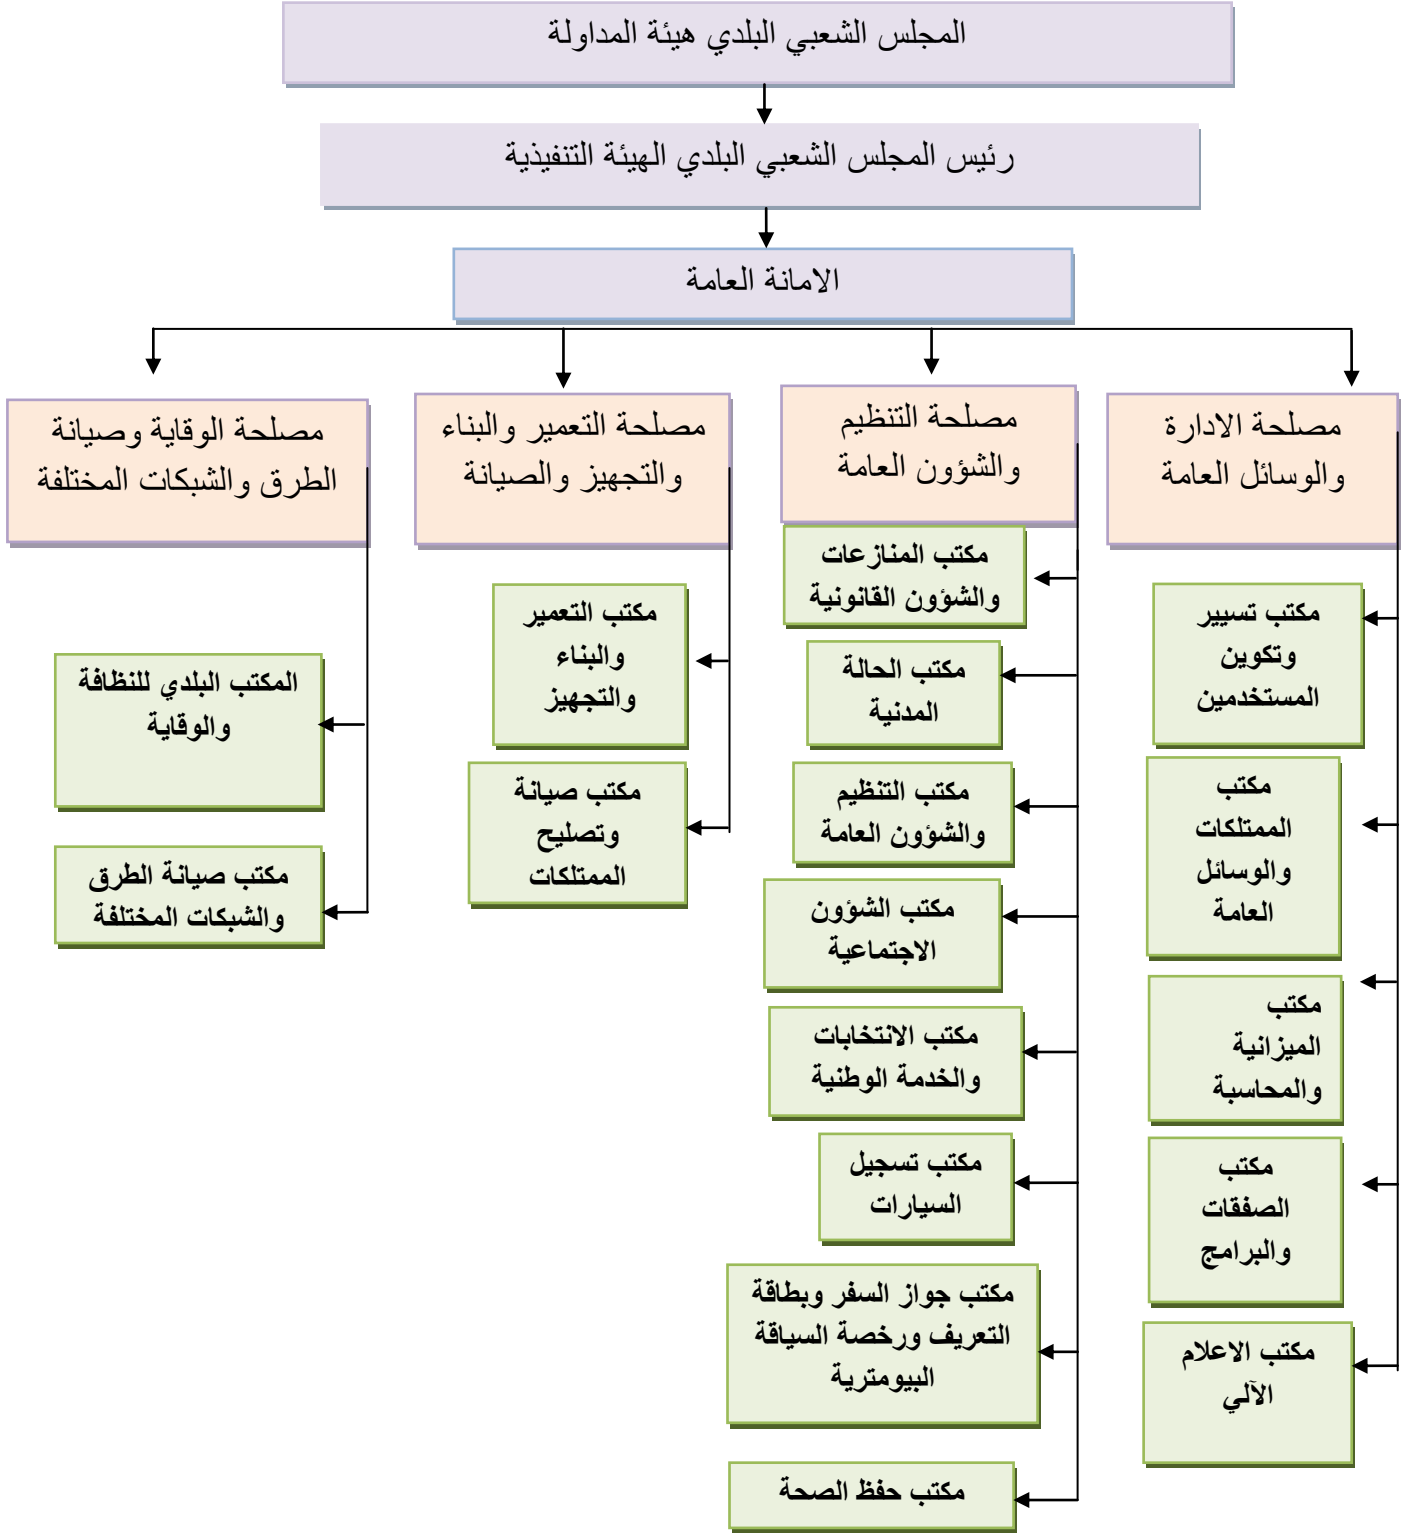 المجلس الشعبي البلدي هيئة المداولة
رئيس المجلس الشعبي البلدي الهيئة التنفيذية
الامانة العامة
مصلحة الادارة
والوسائل العامة
مكتب تسيير
وتكوين
المستخدمين
مكتب
الممتلكات
والوسائل
العامة
مكتب
الميزانية
والمحاسبة
مكتب
الصفقات
والبرامج
مكتب الاعلام
الآلي
مصلحة التنظيم
والشؤون العامة
مكتب المنازعات
والشؤون القانونية
مكتب الحالة
المدنية
مكتب التنظيم
والشؤون العامة
مكتب الشؤون
الاجتماعية
مكتب الانتخابات
والخدمة الوطنية
مكتب تسجيل
السيارات
مكتب جواز السفر وبطاقة
التعريف ورخصة السياقة
البيومترية
مكتب حفظ الصحة
مصلحة التعمير والبناء
والتجهيز والصيانة
مكتب التعمير
والبناء
والتجهيز
مكتب صيانة
وتصليح
الممتلكات
مصلحة الوقاية وصيانة
الطرق والشبكات المختلفة
المكتب البلدي للنظافة
والوقاية
مكتب صيانة الطرق
والشبكات المختلفة